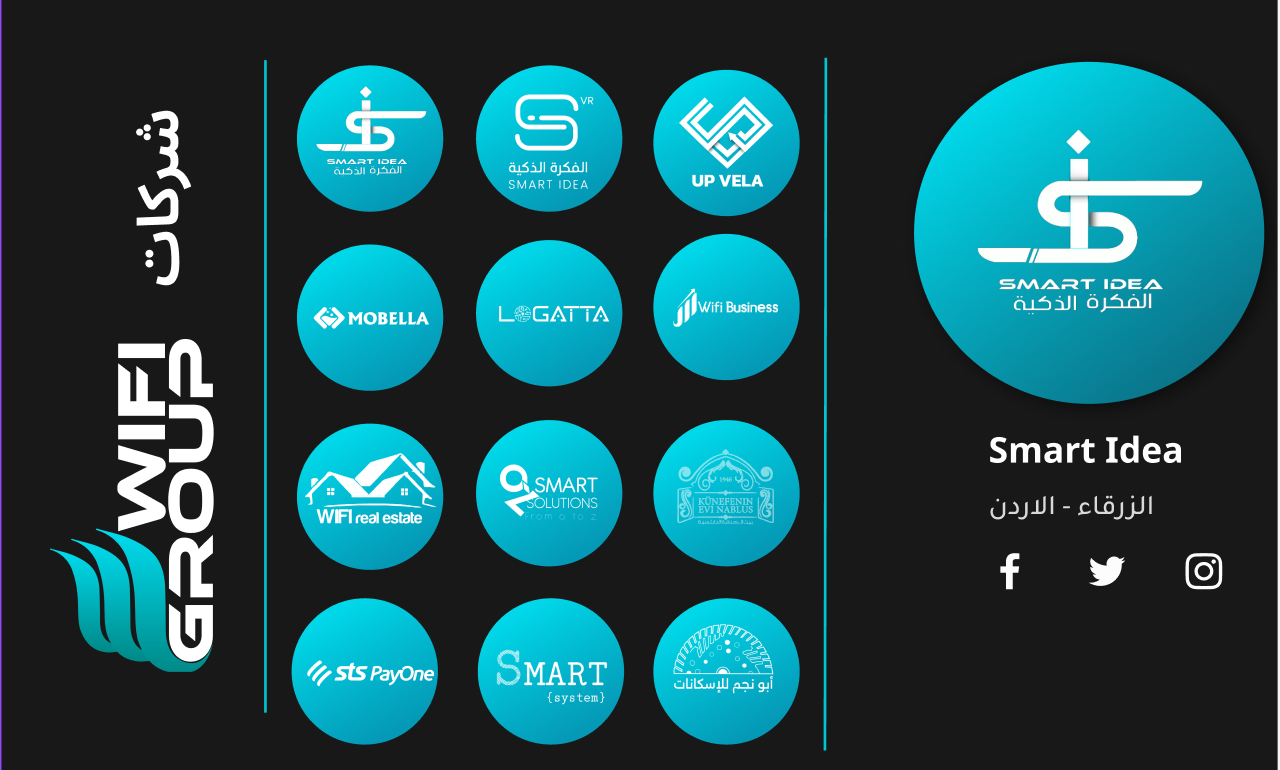 شركات
WIFI
GROUP
SMART IDEA
الفكرة الذكية
VR
الفكرة الذكية
SMART IDEA
UP VELA
MOBELLA
LOGATTA
Wifi Business
WIFI real estate
SMART
SOLUTIONS
From a to z
1946
KÜNEFENIN
EVI NABLUS
sts PayOne
SMART
{system}
أبو نجم للإسكانات
SMART IDEA
الفكرة الذكية
Smart Idea
الزرقاء - الاردن